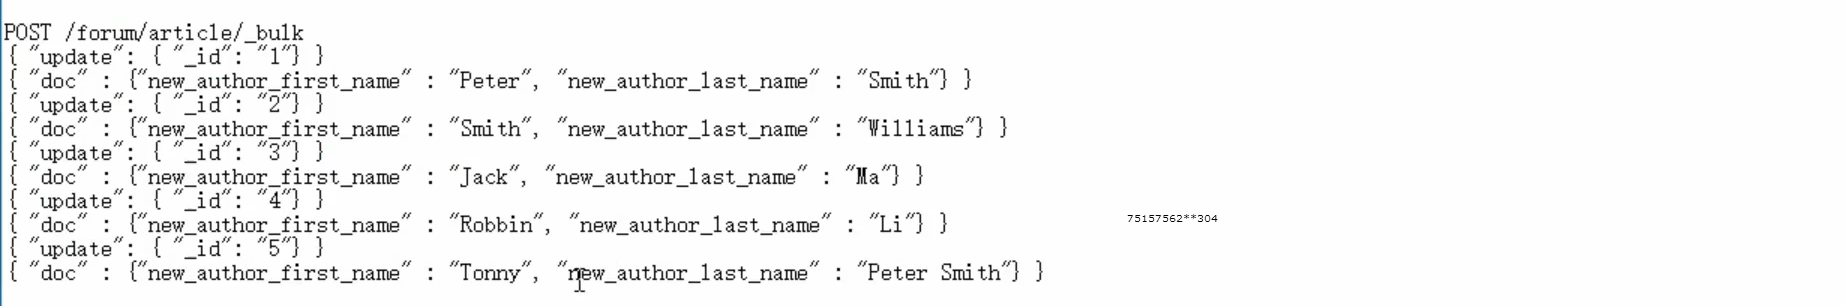 POST /forum/article/_bulk
{ "update": { "_id": "1"} }
{ "doc" : {"new_author_first_name" : "Peter", "new_author_last_name" : "Smith"} }
{ "update": { "_id": "2"} }
{ "doc" : {"new_author_first_name" : "Smith", "new_author_last_name" : "Williams"} }
{ "update": { "_id": "3"} }
{ "doc" : {"new_author_first_name" : "Jack", "new_author_last_name" : "Ma"} }
{ "update": { "_id": "4"} }
{ "doc" : {"new_author_first_name" : "Robbin", "new_author_last_name" : "Li"} }
75157562**304
{ "update": { "_id": "5"} }
{ "doc" : {"new_author_first_name" : "Tonny", "new_author_last_name" : "Peter Smith"} }